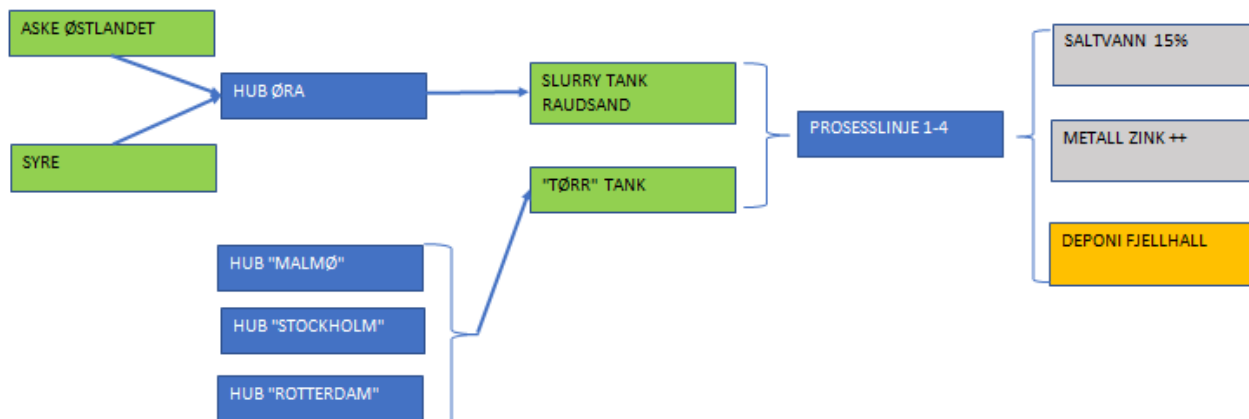 ASKE ØSTLANDET
SYRE
HUB ØRA
HUB "MALMØ"
HUB "STOCKHOLM"
HUB "ROTTERDAM"
SLURRY TANK
RAUDSAND
"TØRR" TANK
PROSESSLINJE 1-4
SALTVANN 15%
METALL ZINK ++
DEPONI FJELLHALL